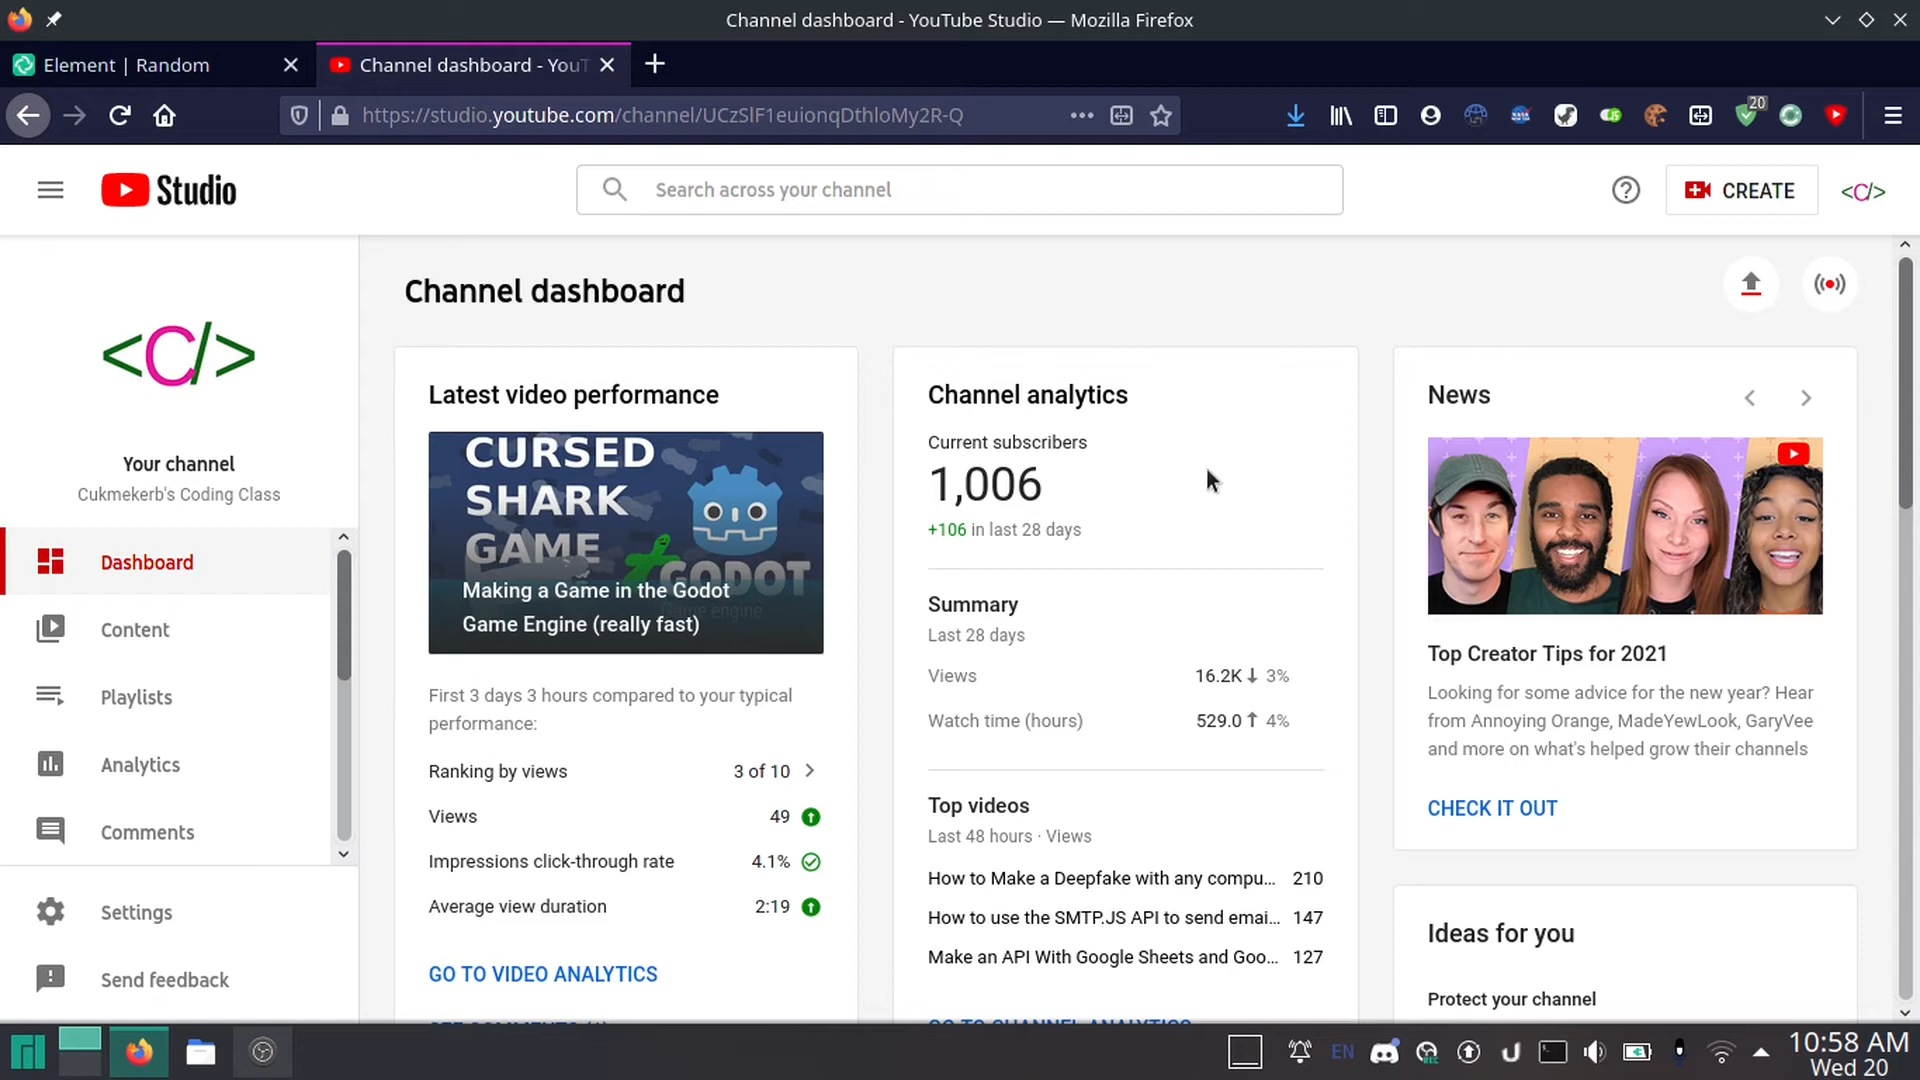 Channel dashboard - YouTube Studio — Mozilla Firefox
Element | Random
Channel dashboard - YouT
https://studio.youtube.com/channel/UCzSlF1euionqDthloMy2R-Q
20
Studio
Search across your channel
CREATE
<C/>
<C/>
Your channel
Cukmekerb's Coding Class
Dashboard
Content
Playlists
Analytics
Comments
Settings
Send feedback
Channel dashboard
Latest video performance
CURSED
SHARK
GAME
GODOT
Game engine
Making a Game in the Godot
Game Engine (really fast)
First 3 days 3 hours compared to your typical
performance:
Ranking by views 3 of 10
Views 49
Impressions click-through rate 4.1%
Average view duration 2:19
GO TO VIDEO ANALYTICS
Channel analytics
Current subscribers
1,006
+106 in last 28 days
Summary
Last 28 days
Views 16.2K 3%
Watch time (hours) 529.0 4%
Top videos
Last 48 hours · Views
How to Make a Deepfake with any compu... 210
How to use the SMTP.JS API to send emai... 147
Make an API With Google Sheets and Goo... 127
GO TO CHANNEL ANALYTICS
News
Top Creator Tips for 2021
Looking for some advice for the new year? Hear
from Annoying Orange, MadeYewLook, GaryVee
and more on what's helped grow their channels
CHECK IT OUT
Ideas for you
Protect your channel
EN
REC
10:58 AM
Wed 20